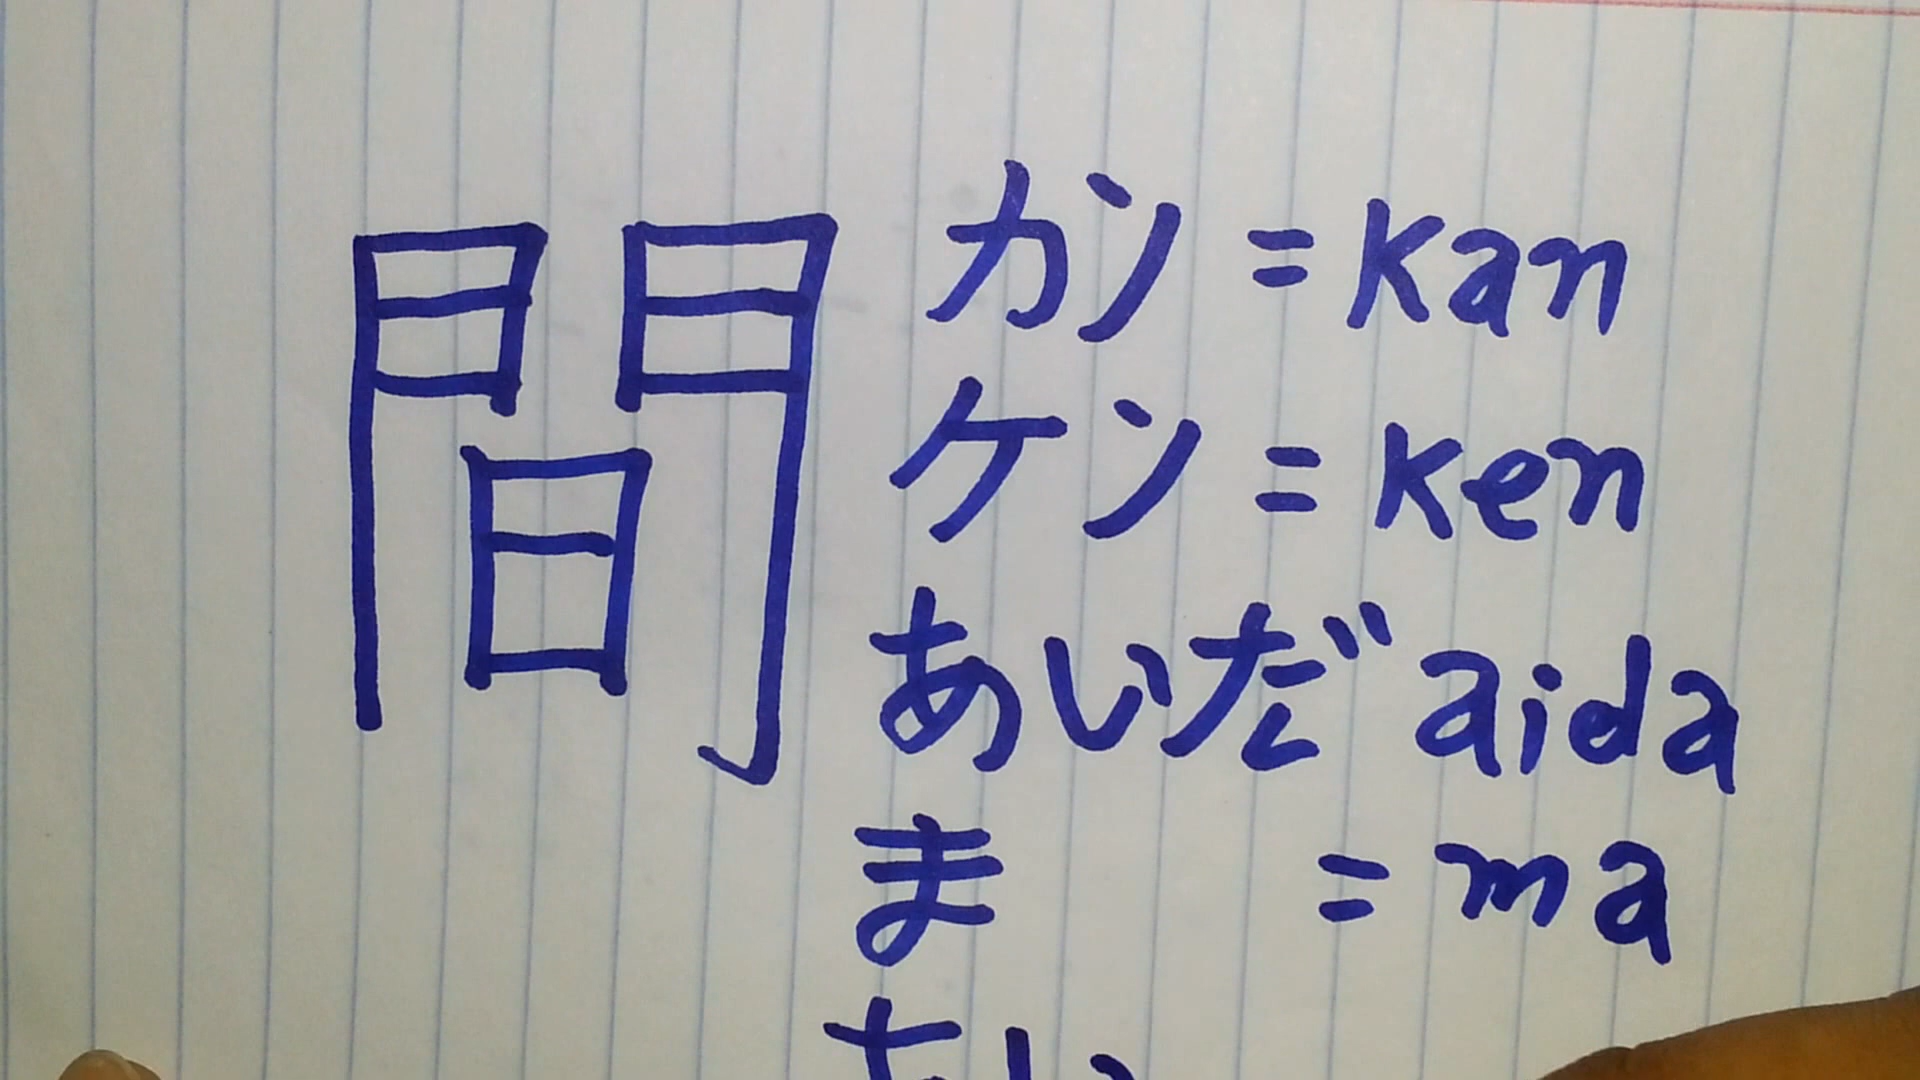 間
カン = kan
ケン = ken
あいだ aida
ま = ma